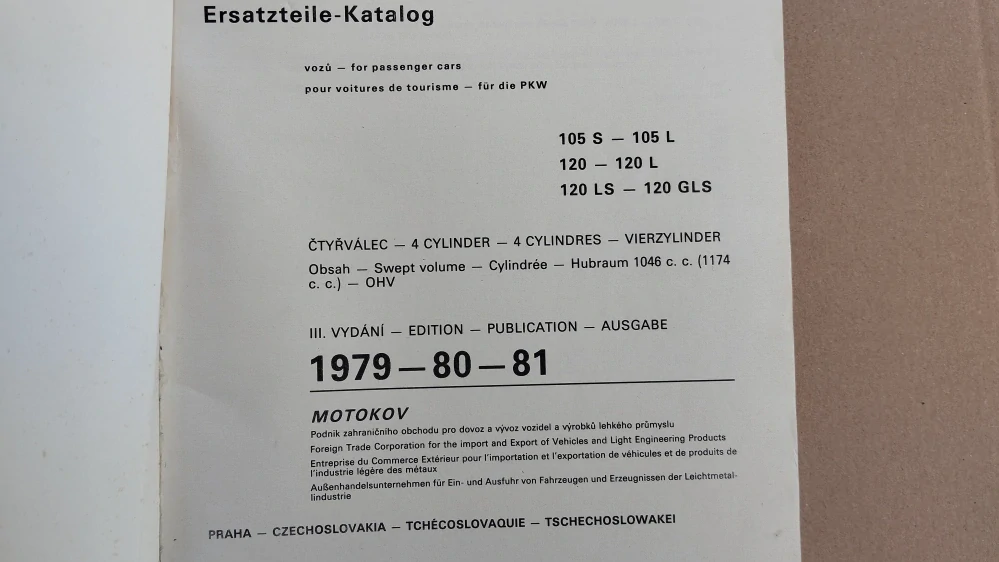 Ersatzteile-Katalog
vozů — for passenger cars
pour voitures de tourisme — für die PKW
105 S — 105 L
120 — 120 L
120 LS — 120 GLS
ČTYŘVÁLEC — 4 CYLINDER — 4 CYLINDRES — VIERZYLINDER
Obsah — Swept volume — Cylindrée — Hubraum 1046 c. c. (1174
c. c.) — OHV
III. VYDÁNÍ — EDITION — PUBLICATION — AUSGABE
1979—80—81
MOTOKOV
Podnik zahraničního obchodu pro dovoz a vývoz vozidel a výrobků lehkého průmyslu
Foreign Trade Corporation for the import and Export of Vehicles and Light Engineering Products
Entreprise du Commerce Extérieur pour l'importation et l'exportation de véhicules et de produits de
l'industrie légère des métaux
Außenhandelsunternehmen für Ein- und Ausfuhr von Fahrzeugen und Erzeugnissen der Leichtmetal-
lindustrie
PRAHA — CZECHOSLOVAKIA — TCHÉCOSLOVAQUIE — TSCHECHOSLOWAKEI